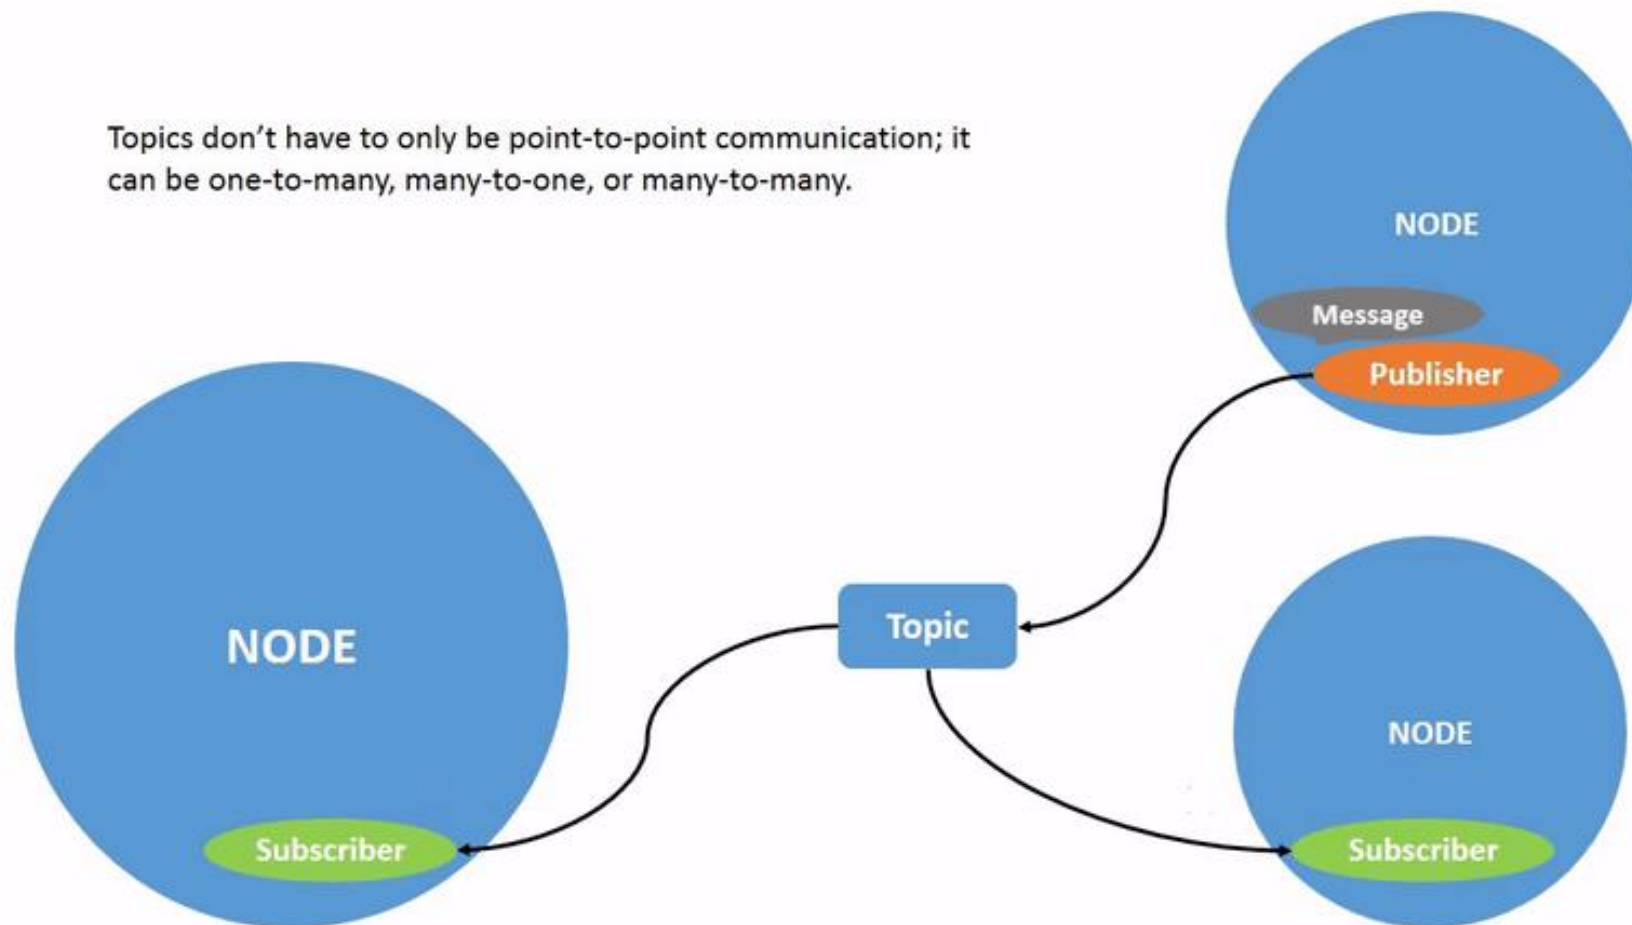 Topics don't have to only be point-to-point communication; it
can be one-to-many, many-to-one, or many-to-many.
NODE
Message
Publisher
Topic
NODE
NODE
Subscriber
Subscriber